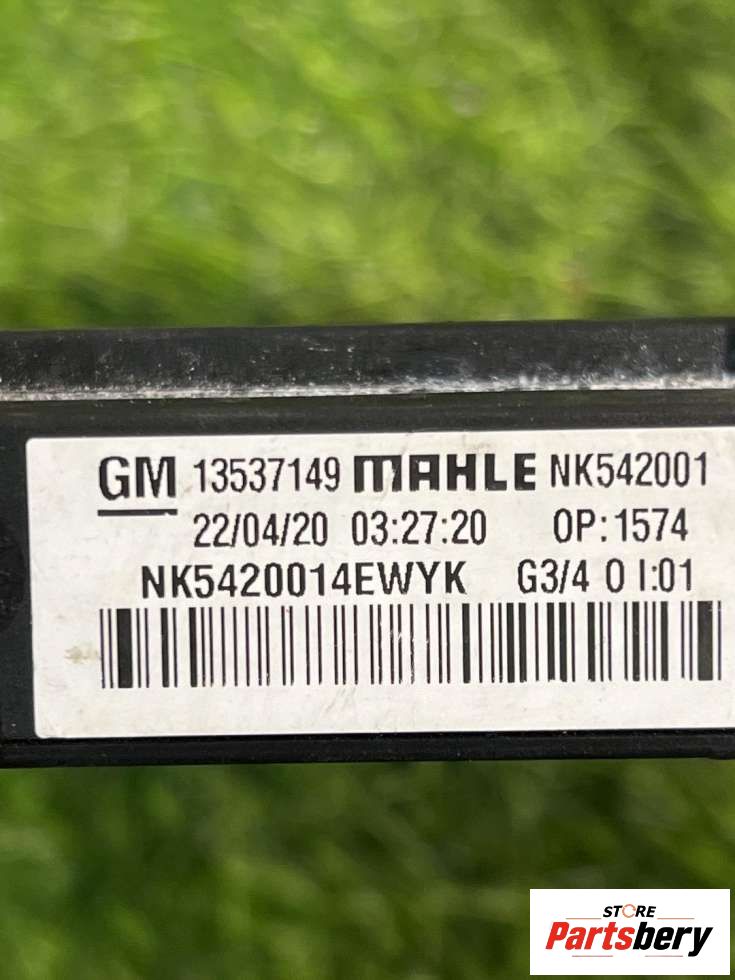 GM 13537149 MAHLE NK542001
22/04/20 03:27:20 OP:1574
NK5420014EWYK G3/4 0 I:01
STORE
Partsbery